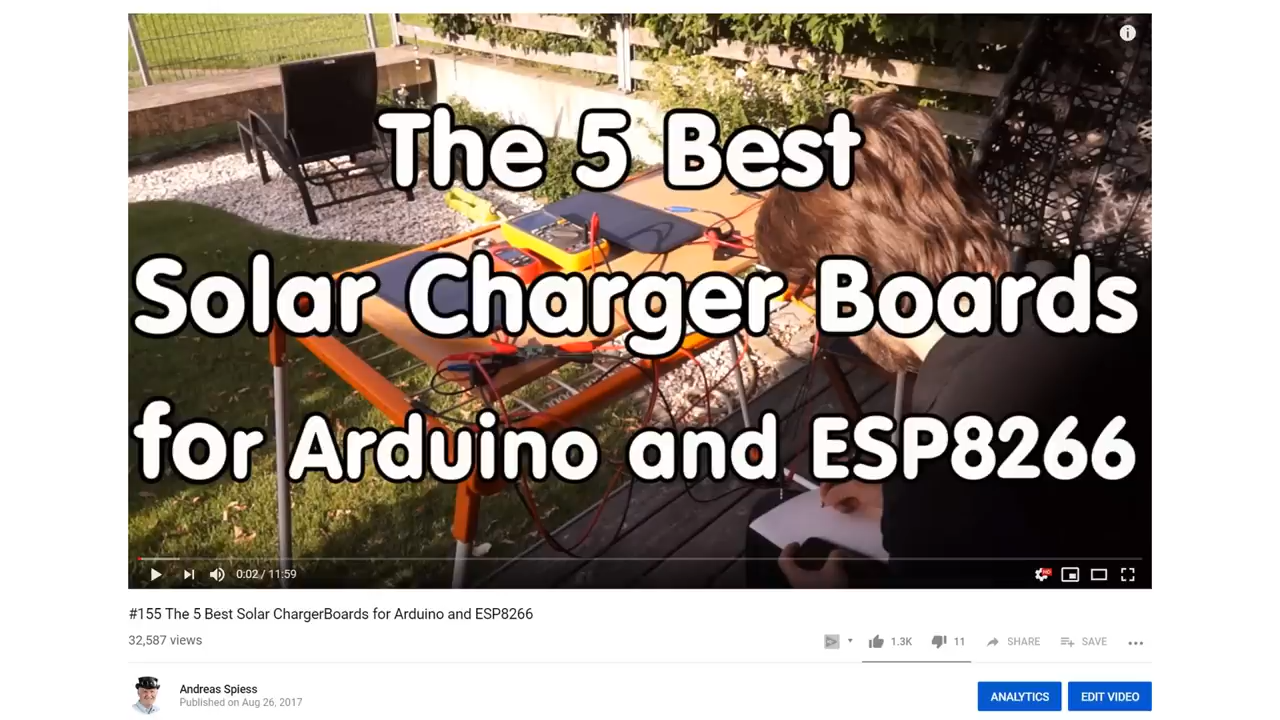 The 5 Best
Solar Charger Boards
for Arduino and ESP8266
0:02 / 11:59
HD
#155 The 5 Best Solar ChargerBoards for Arduino and ESP8266
32,587 views
1.3K 11 SHARE SAVE
Andreas Spiess
Published on Aug 26, 2017
ANALYTICS EDIT VIDEO